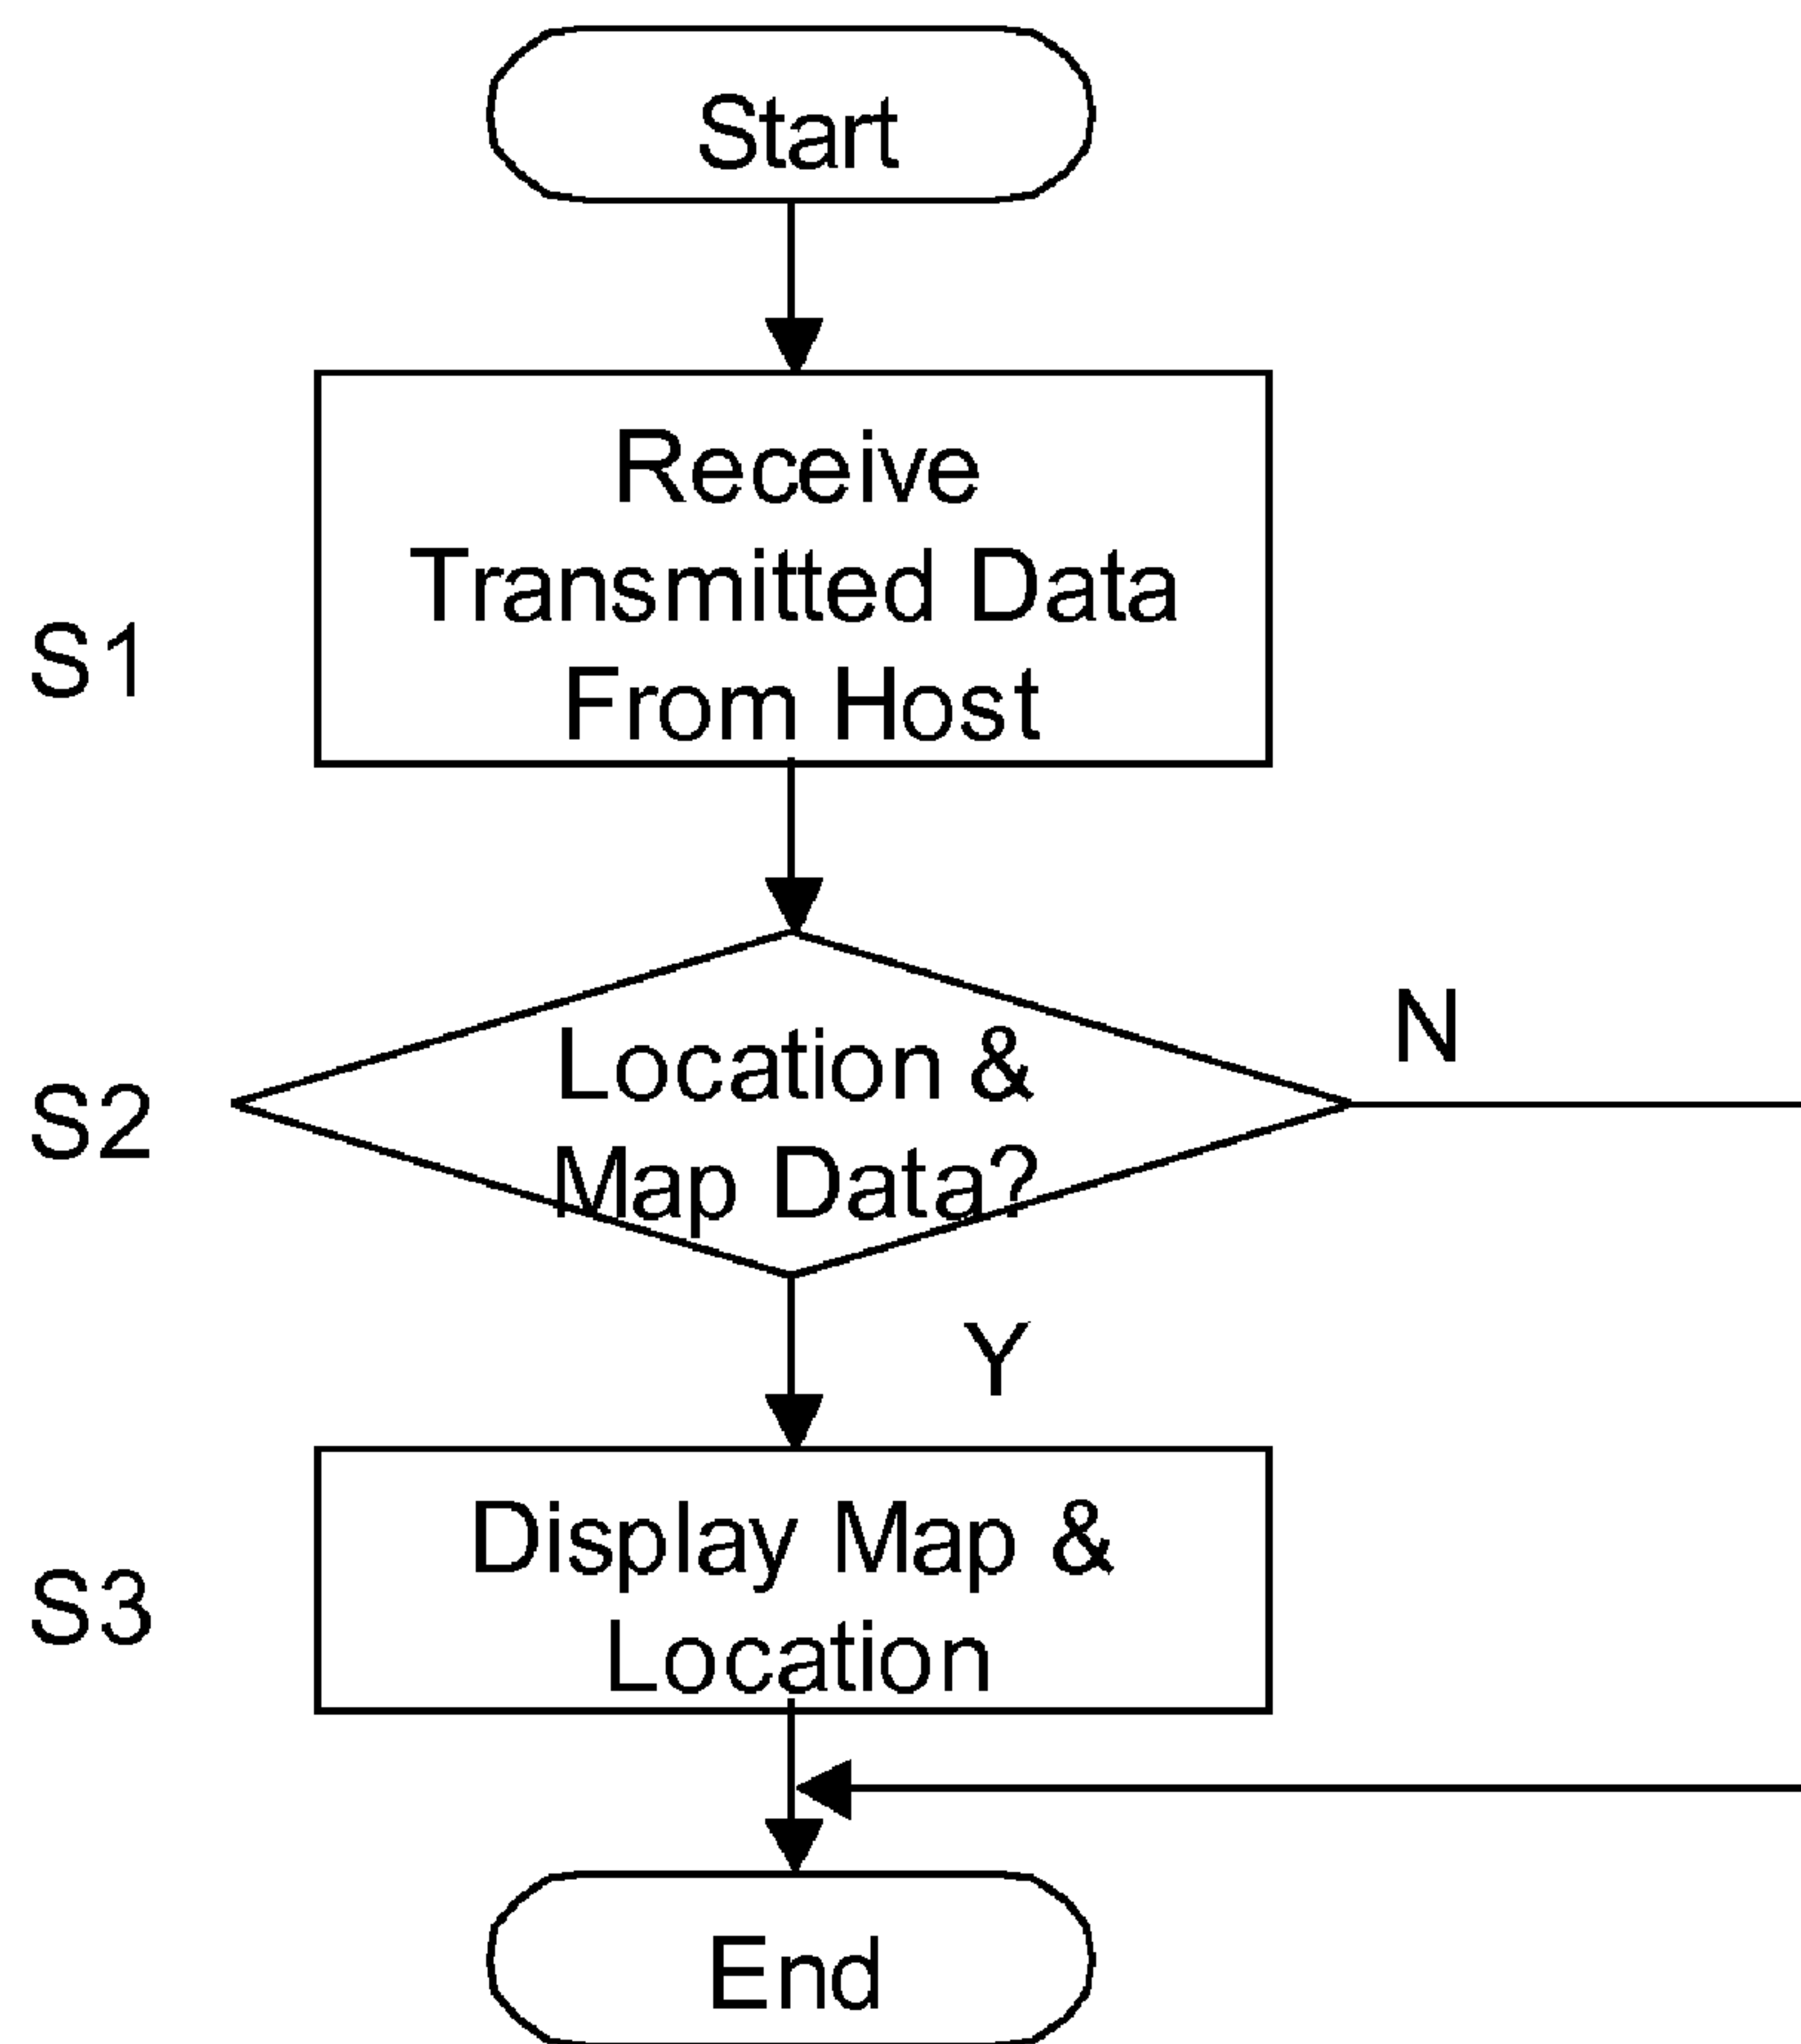 Start
Receive
Transmitted Data
From Host
S1
Location &
Map Data?
N
S2
Y
Display Map &
Location
S3
End